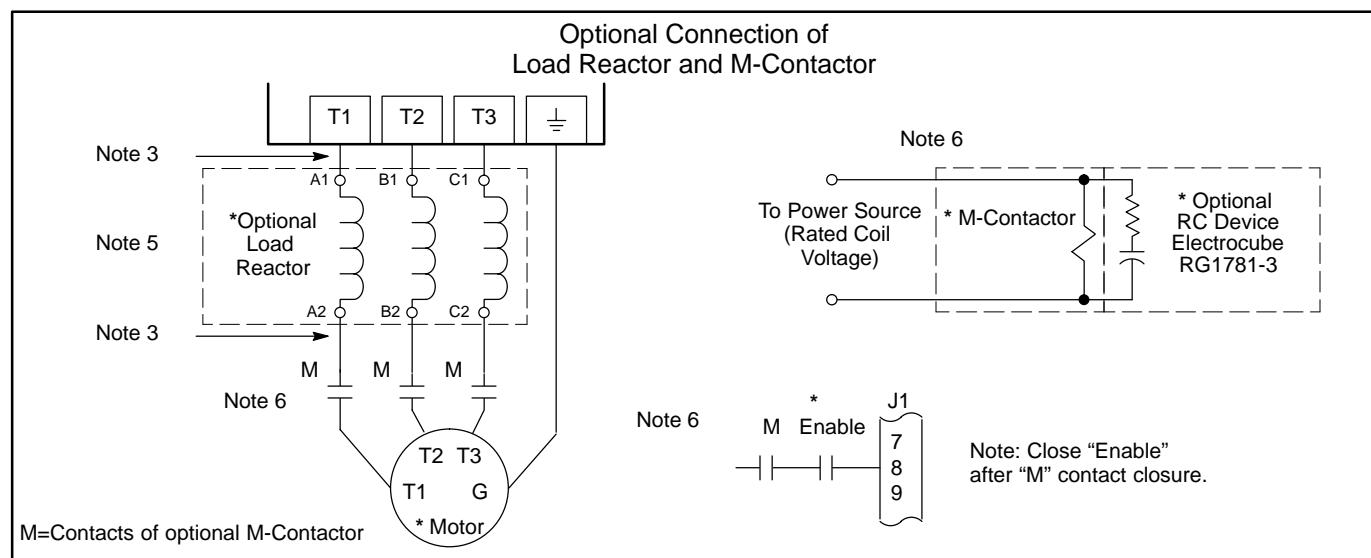 Optional Connection of
Load Reactor and M-Contactor
T1 T2 T3
Note 3
A1 B1 C1
*Optional
Load
Reactor
Note 5
A2 B2 C2
Note 3
M M M
Note 6
T2 T3
T1 G
* Motor
M=Contacts of optional M-Contactor
Note 6
To Power Source
(Rated Coil
Voltage)
* M-Contactor
* Optional
RC Device
Electrocube
RG1781-3
Note 6
*
M Enable
J1
7
8
9
Note: Close “Enable”
after “M” contact closure.